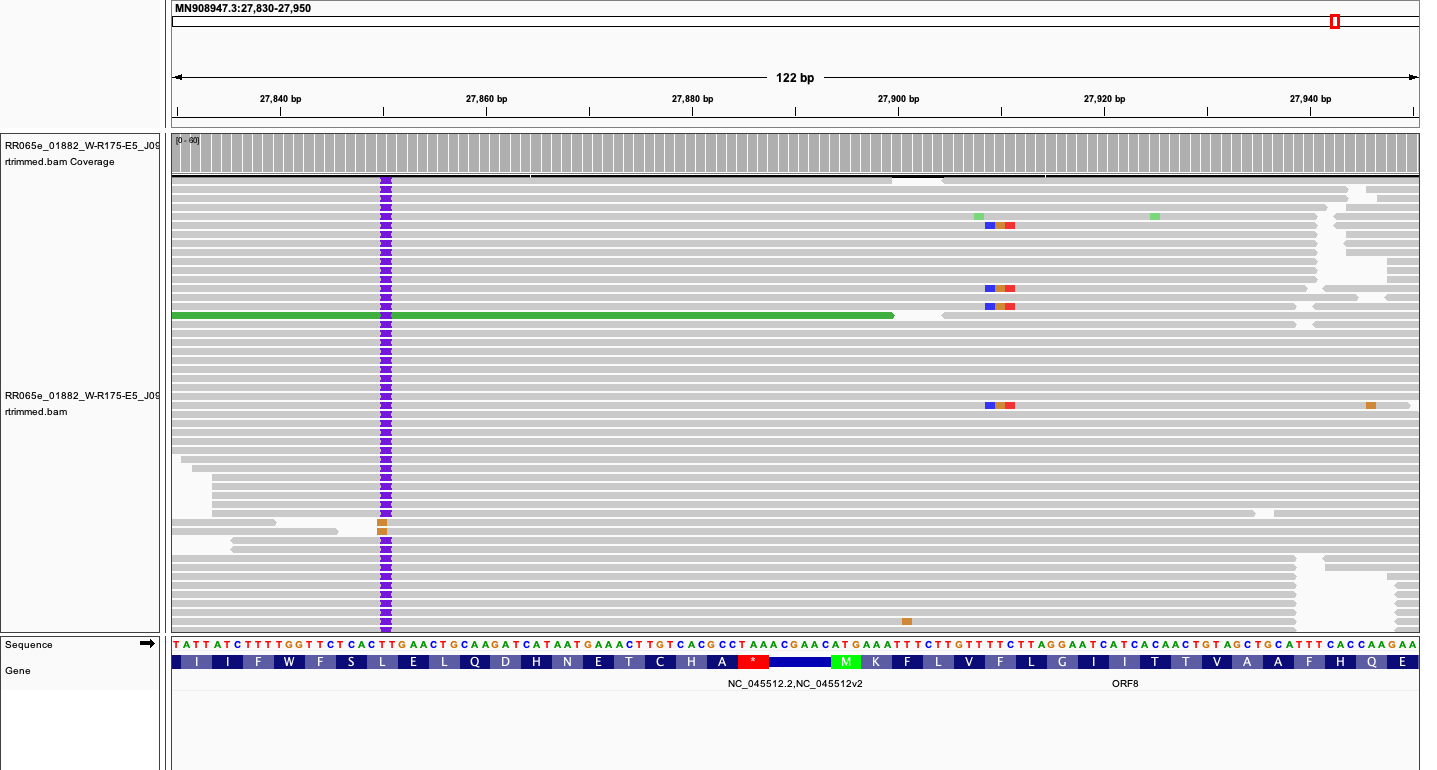 MN908947.3:27,830-27,950
122 bp
27,840 bp 27,860 bp 27,880 bp 27,900 bp 27,920 bp 27,940 bp
RR065e_01882_W-R175-E5_J09
rtrimmed.bam Coverage
[0 - 60]
RR065e_01882_W-R175-E5_J09
rtrimmed.bam
Sequence
TATTATCTTTTGGTTCTCACTTGAACTGCAAGATCATAATGAAACTTGTCACGCCTAAACGAACATGAAATTTCTTGTTTTCTTAGGAATCATCACAACTGTAGCTGCATTTCACCAAGAA
Gene
I I F W F S L E L Q D H N E T C H A * M K F L V F L G I I T T V A A F H Q E
NC_045512.2,NC_045512v2 ORF8